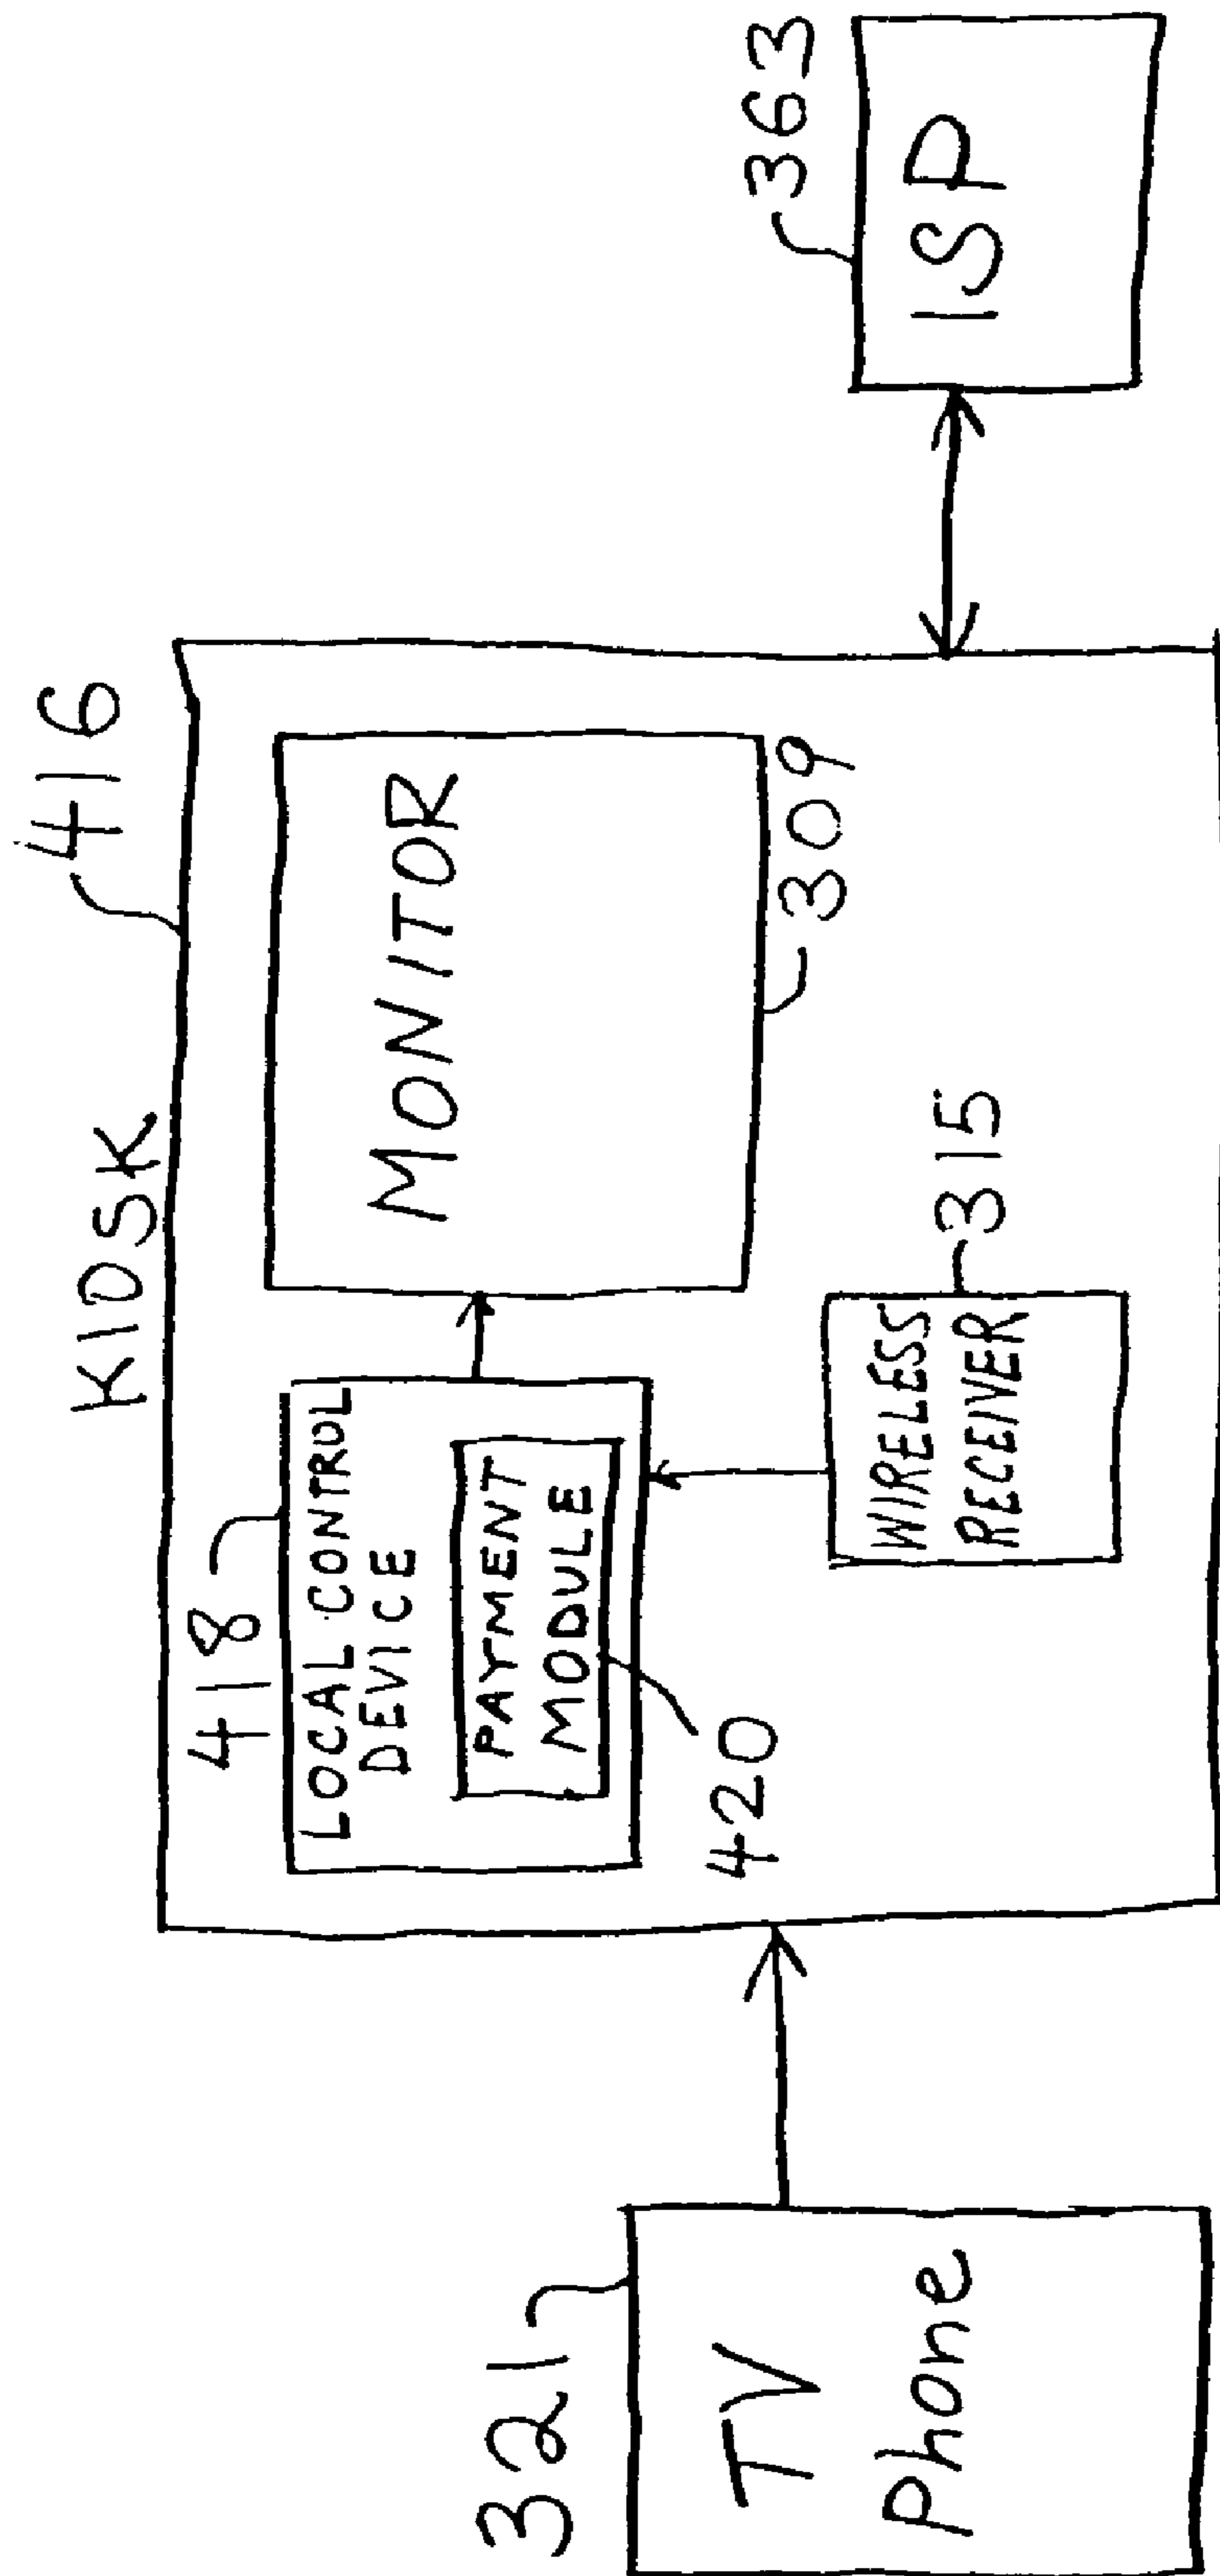 KIOSK
416
418
LOCAL CONTROL
DEVICE
PAYMENT
MODULE
420
MONITOR
309
WIRELESS
RECEIVER
315
321
TV
Phone
363
ISP